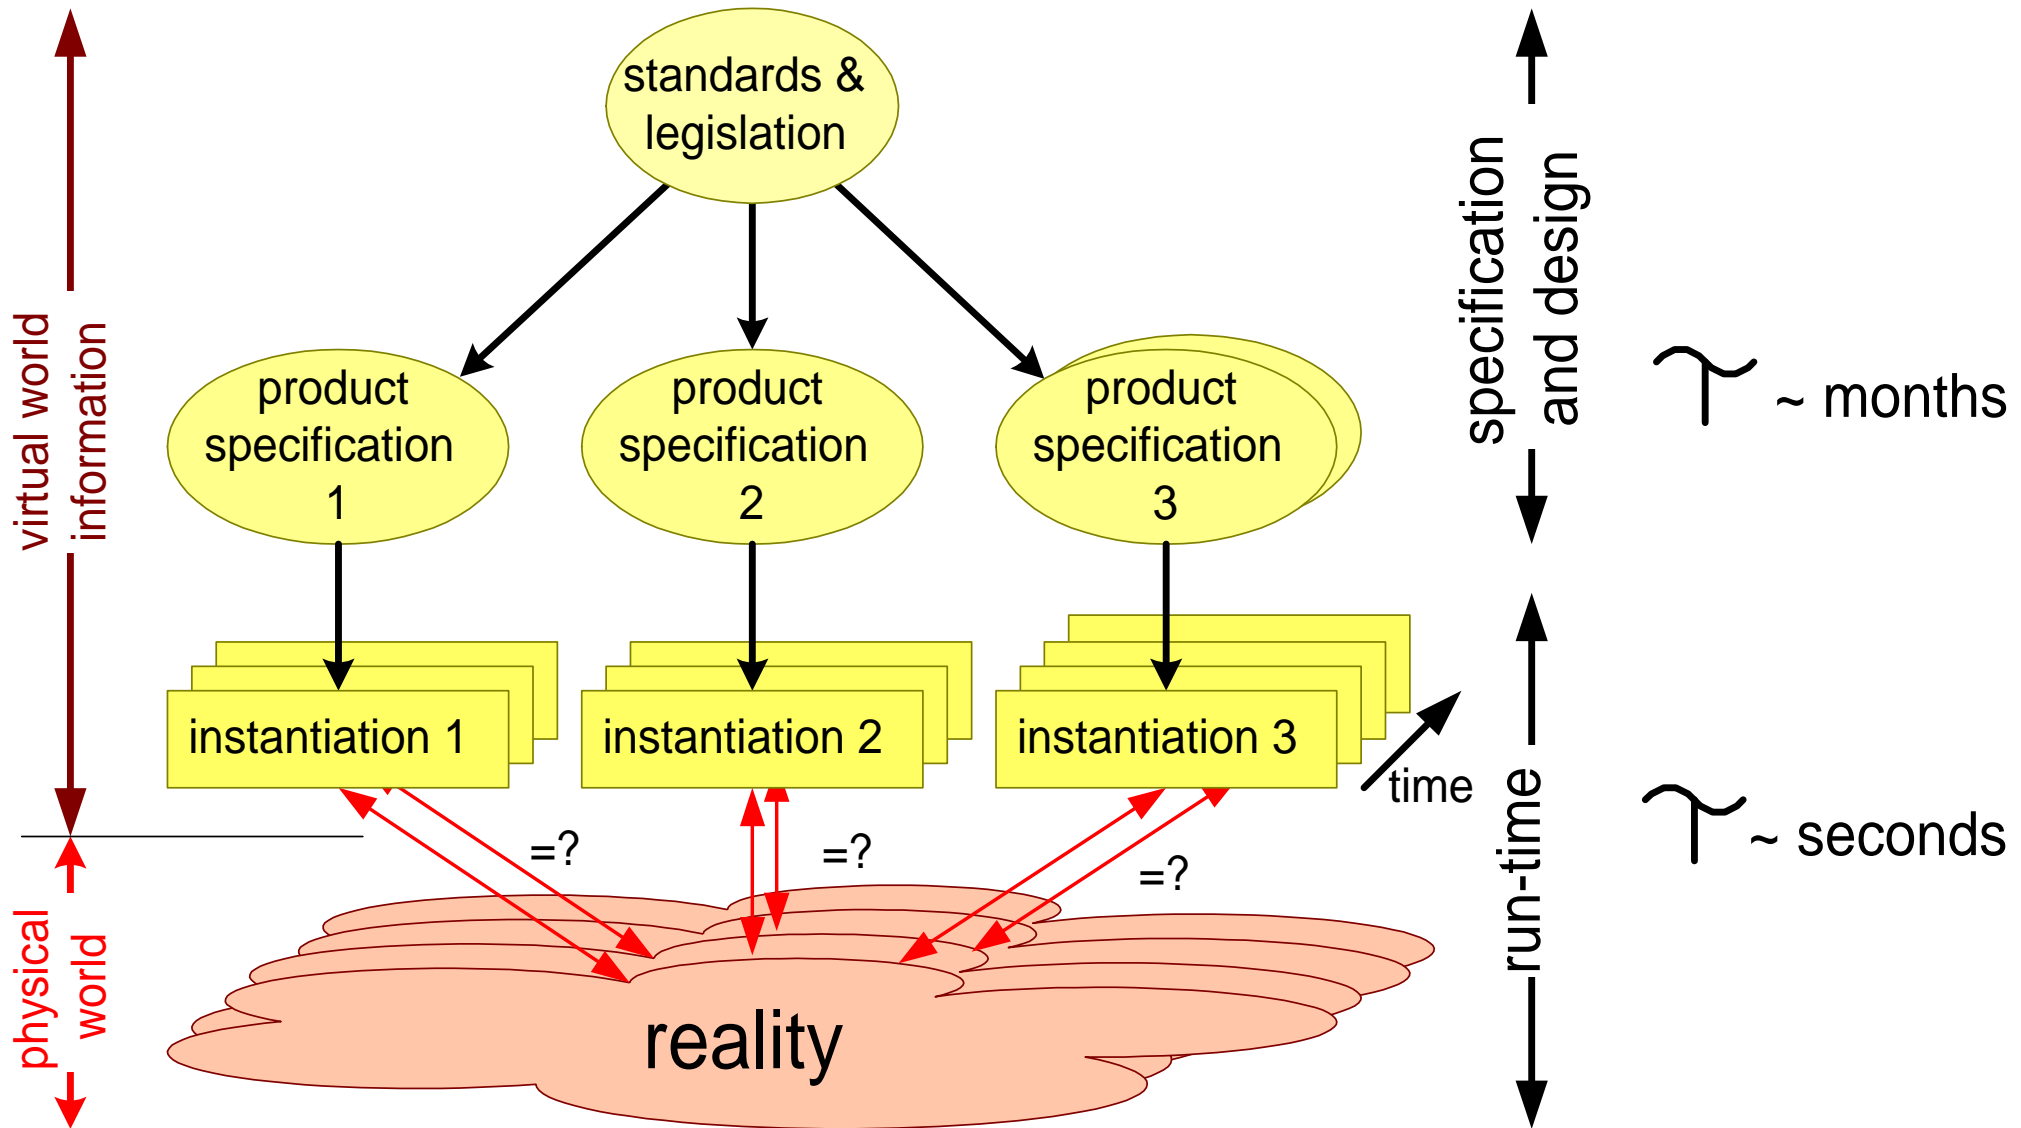 standards &
legislation
product
specification
1
product
specification
2
product
specification
3
instantiation 1
instantiation 2
instantiation 3
time
=?
=?
=?
reality
virtual world
information
physical
world
specification
and design
run-time
τ ~ months
τ ~ seconds